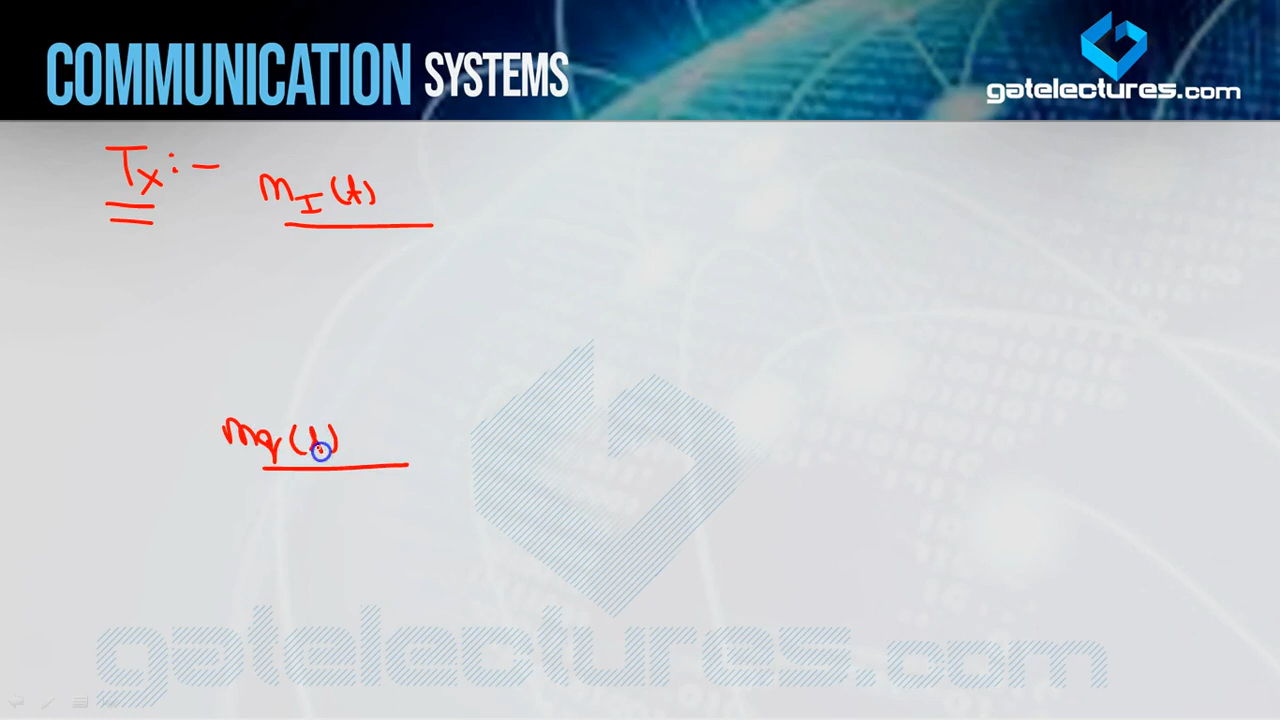 COMMUNICATION SYSTEMS
gatelectures.com
Tx:- mI(t)
mq(t)
gatelectures.com